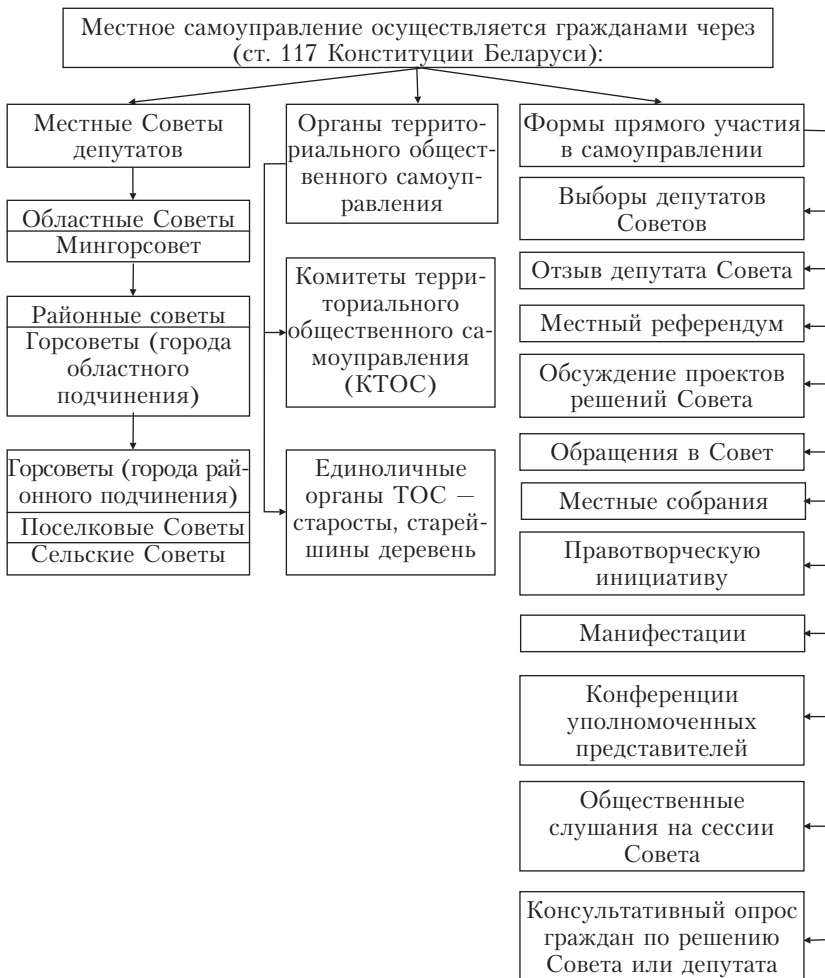 Местное самоуправление осуществляется гражданами через
(ст. 117 Конституции Беларуси):
Местные Советы
депутатов
Областные Советы
Мингорсовет
Районные советы
Горсоветы (города
областного
подчинения)
Горсоветы (города рай-
онного подчинения)
Поселковые Советы
Сельские Советы
Органы террито-
риального общест-
венного самоуп-
равления
Комитеты терри-
ториального
общественного са-
моуправления
(КТОС)
Единоличные
органы ТОС –
старосты, старей-
шины деревень
Формы прямого участия
в самоуправлении
Выборы депутатов
Советов
Отзыв депутата Совета
Местный референдум
Обсуждение проектов
решений Совета
Обращения в Совет
Местные собрания
Правотворческую
инициативу
Манифестации
Конференции
уполномоченных
представителей
Общественные
слушания на сессии
Совета
Консультативный опрос
граждан по решению
Совета или депутата